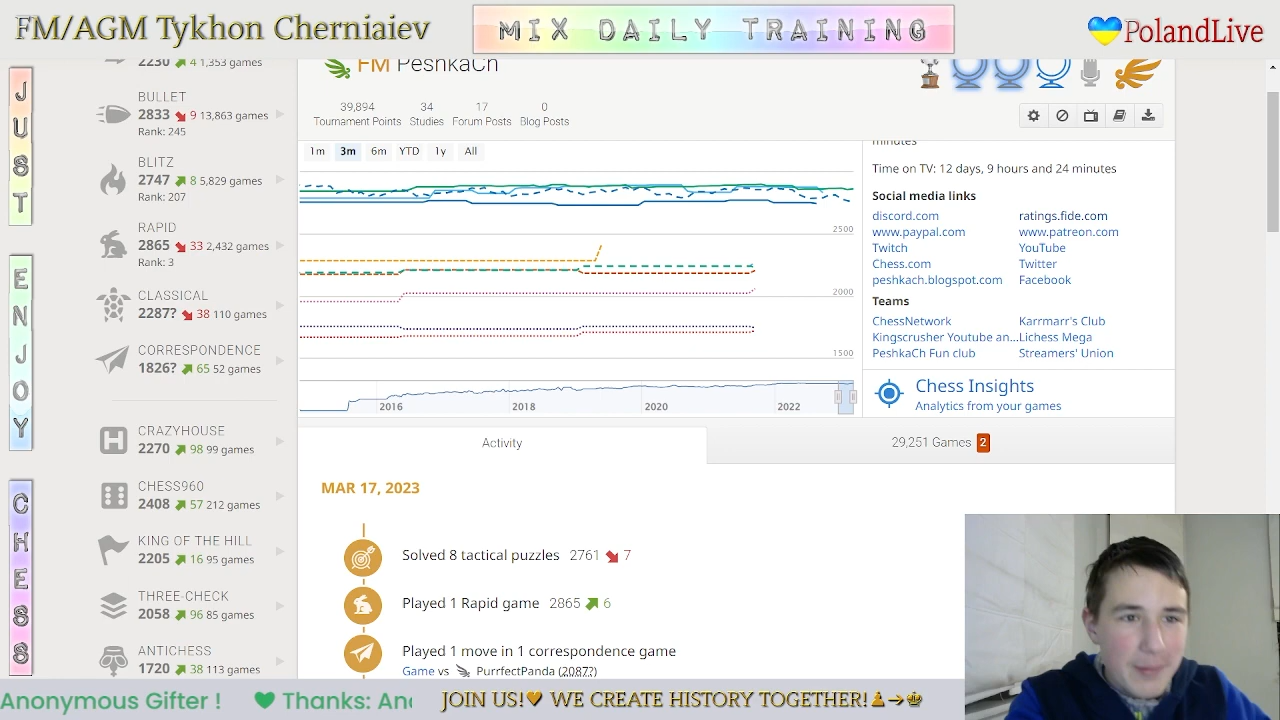 FM/AGM Tykhon Cherniaiev
MIX DAILY TRAINING
PolandLive
JUST
ENJOY
CHESS
2230 4 1,353 games
BULLET
2833 9 13,863 games
Rank: 245
BLITZ
2747 8 5,829 games
Rank: 207
RAPID
2865 33 2,432 games
Rank: 3
CLASSICAL
2287? 38 110 games
CORRESPONDENCE
1826? 65 52 games
CRAZYHOUSE
2270 98 99 games
CHESS960
2408 57 212 games
KING OF THE HILL
2205 16 95 games
THREE-CHECK
2058 96 85 games
ANTICHESS
1720 38 113 games
FM PeshkaCh
39,894 34 17 0
Tournament Points Studies Forum Posts Blog Posts
1m 3m 6m YTD 1y All
2500
2000
1500
2016 2018 2020 2022
minutes
Time on TV: 12 days, 9 hours and 24 minutes
Social media links
discord.com ratings.fide.com
www.paypal.com www.patreon.com
Twitch YouTube
Chess.com Twitter
peshkach.blogspot.com Facebook
Teams
ChessNetwork Karrmarr's Club
Kingscrusher Youtube an... Lichess Mega
PeshkaCh Fun club Streamers' Union
Chess Insights
Analytics from your games
Activity
29,251 Games 2
MAR 17, 2023
Solved 8 tactical puzzles 2761 7
Played 1 Rapid game 2865 6
Played 1 move in 1 correspondence game
Game vs PurrfectPanda (2087?)
Anonymous Gifter ! Thanks: An
JOIN US! WE CREATE HISTORY TOGETHER!